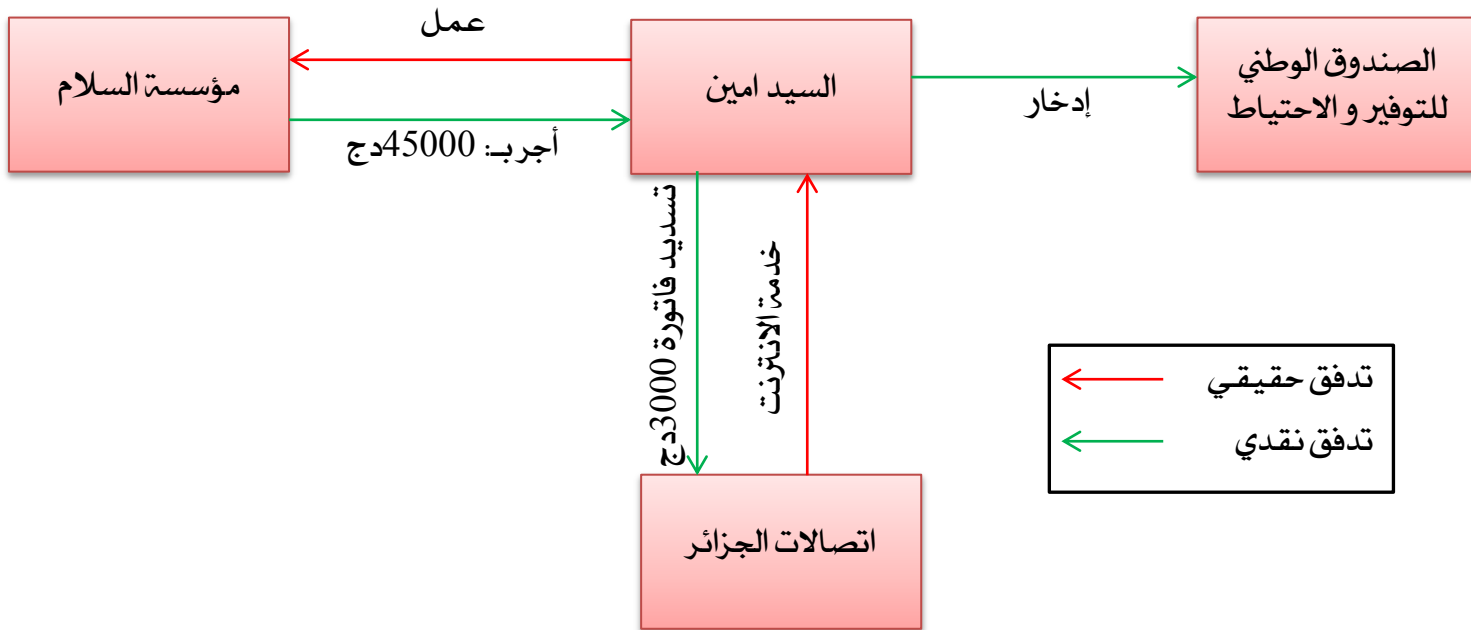 عمل
مؤسسة السلام
السيد امين
الصندوق الوطني
للتوفير و الاحتياط
إدخار
أجر بـ: 45000دج
تسديد فاتورة 3000دج
خدمة الانترنت
تدفق حقيقي
تدفق نقدي
اتصالات الجزائر